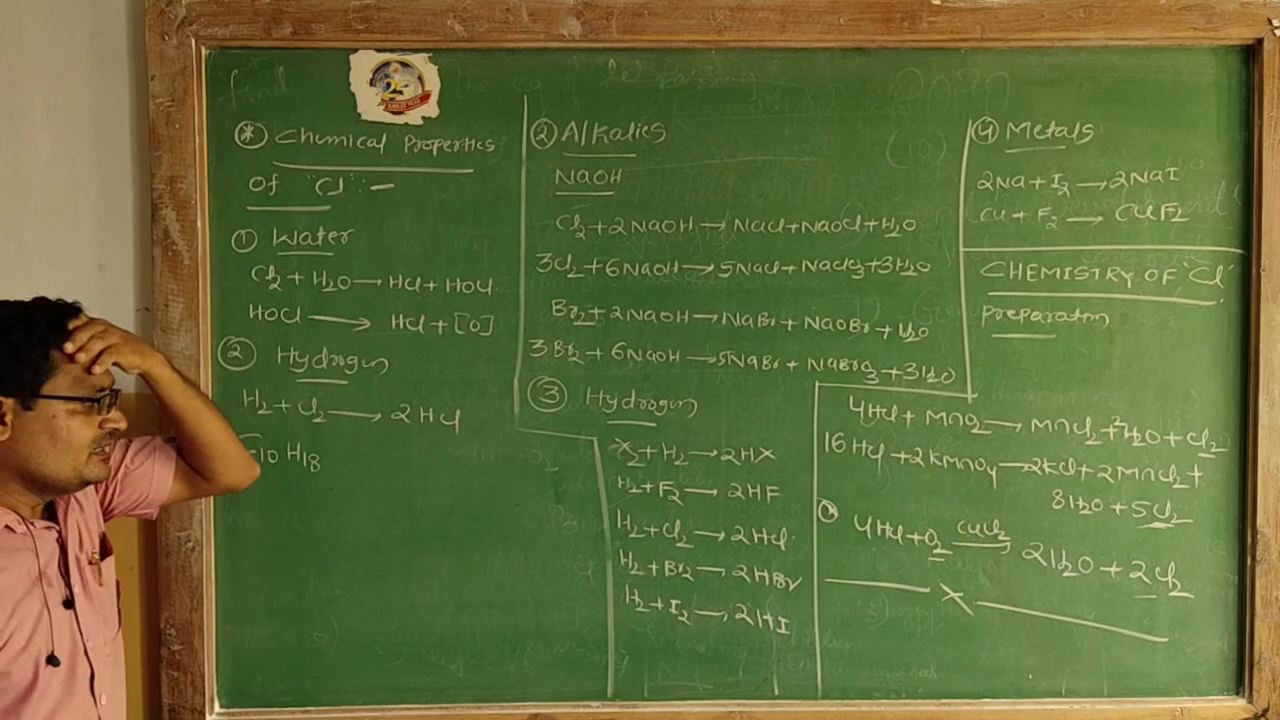 * Chemical Properties
Of "Cl" :-
① Water
Cl₂ + H₂O → HCl + HOCl
HOCl → HCl + [O]
② Hydrogen
H₂ + Cl₂ → 2HCl
10 H18
② Alkalies
NaOH
Cl₂ + 2NaOH → NaCl + NaOCl + H₂O
3Cl₂ + 6NaOH → 5NaCl + NaClO₃ + 3H₂O
Br₂ + 2NaOH → NaBr + NaOBr + H₂O
3Br₂ + 6NaOH → 5NaBr + NaBrO₃ + 3H₂O
③ Hydrogen
X₂ + H₂ → 2HX
H₂ + F₂ → 2HF
H₂ + Cl₂ → 2HCl
H₂ + Br₂ → 2HBr
H₂ + I₂ → 2HI
④ Metals
2Na + I₂ → 2NaI
Cu + F₂ → CuF₂
CHEMISTRY OF "Cl"
preparation
4HCl + MnO₂ → MnCl₂ + 2H₂O + Cl₂
16 HCl + 2KMnO₄ → 2KCl + 2MnCl₂ +
8H₂O + 5Cl₂
* 4HCl + O₂ CuCl₂ → 2H₂O + 2Cl₂
X